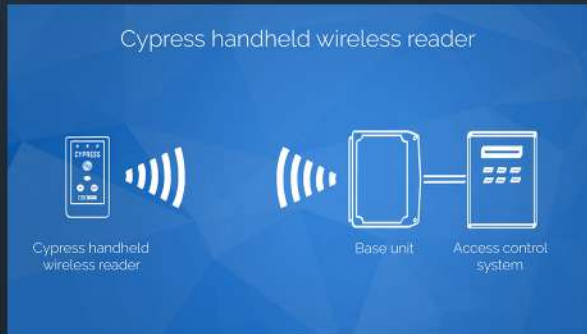 Cypress handheld wireless reader
CYPRESS
Cypress handheld
wireless reader
Base unit
Access control
system